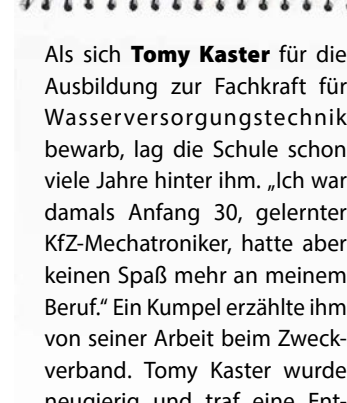 Als sich Tomy Kaster für die
Ausbildung zur Fachkraft für
Wasserversorgungstechnik
bewarb, lag die Schule schon
viele Jahre hinter ihm. „Ich war
damals Anfang 30, gelernter
KfZ-Mechatroniker, hatte aber
keinen Spaß mehr an meinem
Beruf.“ Ein Kumpel erzählte ihm
von seiner Arbeit beim Zweck-
verband. Tomy Kaster wurde
neugierig und traf eine Ent-